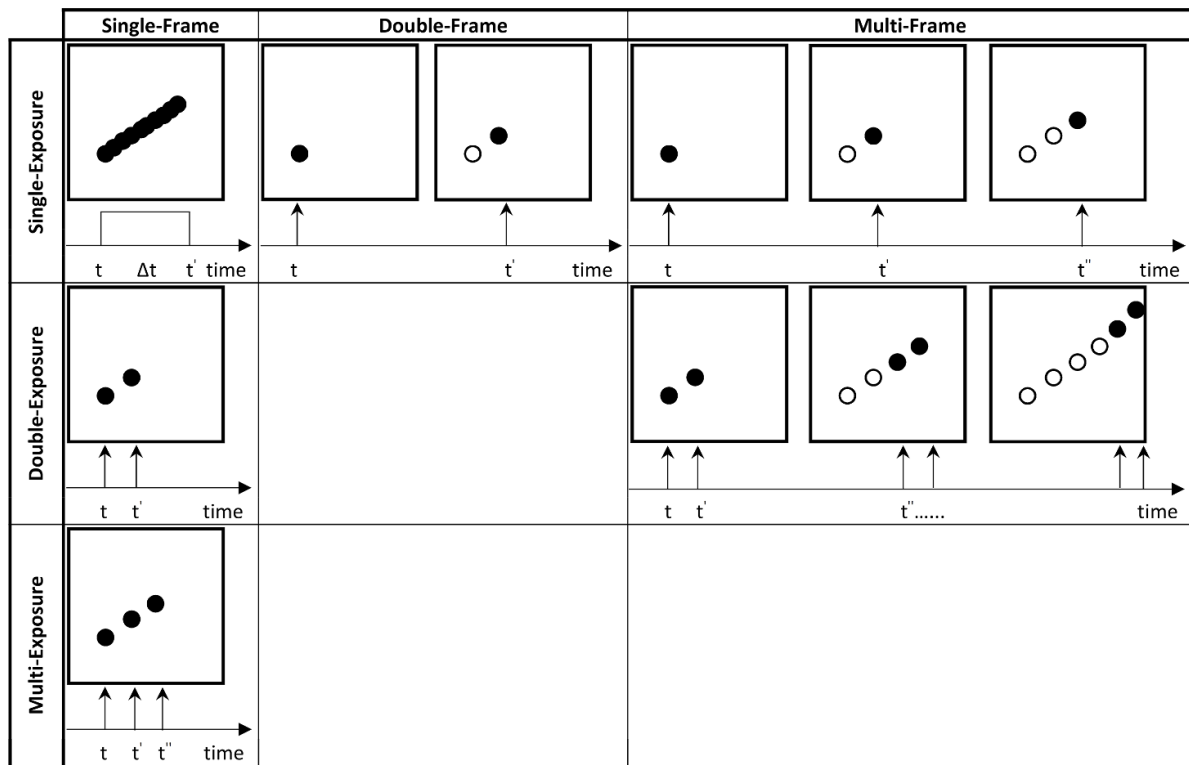 Single-Frame Double-Frame Multi-Frame
Single-Exposure
t Δt t' time
t t' time
t t' t'' time
Double-Exposure
t t' time
t t' t''...... time
Multi-Exposure
t t' t'' time